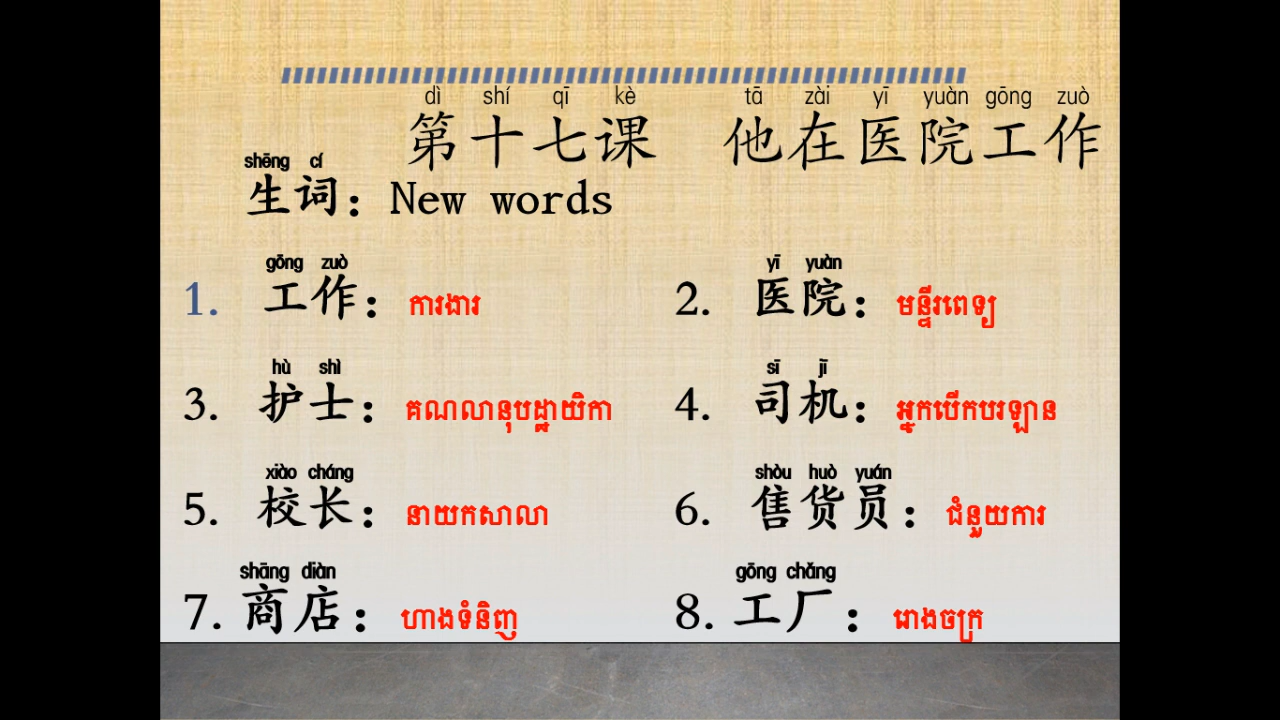 dì shí qī kè tā zài yī yuàn gōng zuò
第十七课 他在医院工作
shēng cí
生词：New words
gōng zuò yī yuàn
1. 工作：ការងារ 2. 医院：មន្ទីរពេទ្យ
hù shì sī jī
3. 护士：គណលានុបដ្ឋាយិកា 4. 司机：អ្នកបើកបរឡាន
xiào cháng shòu huò yuán
5. 校长：នាយកសាលា 6. 售货员：ជំនួយការ
shāng diàn gōng chǎng
7. 商店：ហាងទំនិញ 8. 工厂：រោងចក្រ